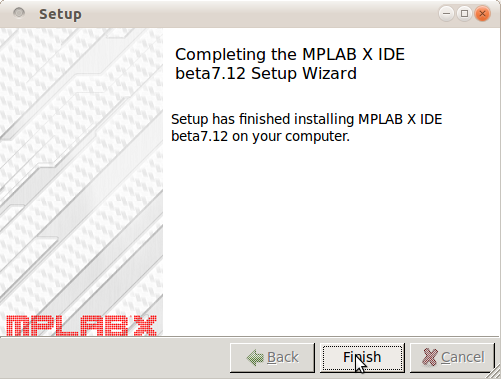 Setup
Completing the MPLAB X IDE
beta7.12 Setup Wizard
Setup has finished installing MPLAB X IDE
beta7.12 on your computer.
MPLAB X
Back
Finish
Cancel